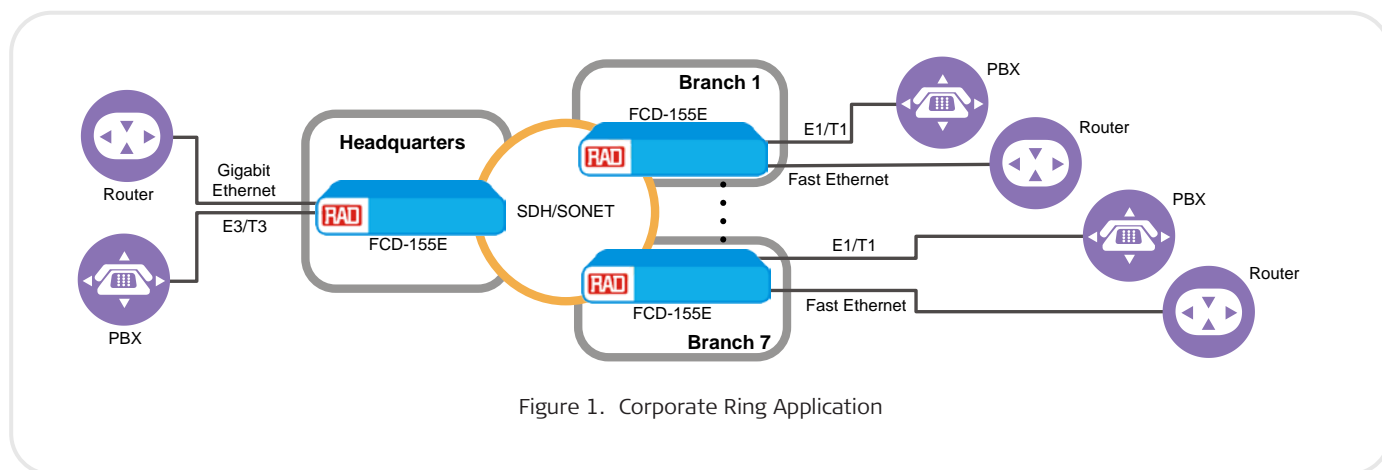 Router
PBX
Gigabit
Ethernet
E3/T3
Headquarters
RAD
FCD-155E
SDH/SONET
Branch 1
FCD-155E
RAD
E1/T1
Fast Ethernet
PBX
Router
RAD
FCD-155E
Branch 7
E1/T1
Fast Ethernet
PBX
Router
Figure 1. Corporate Ring Application